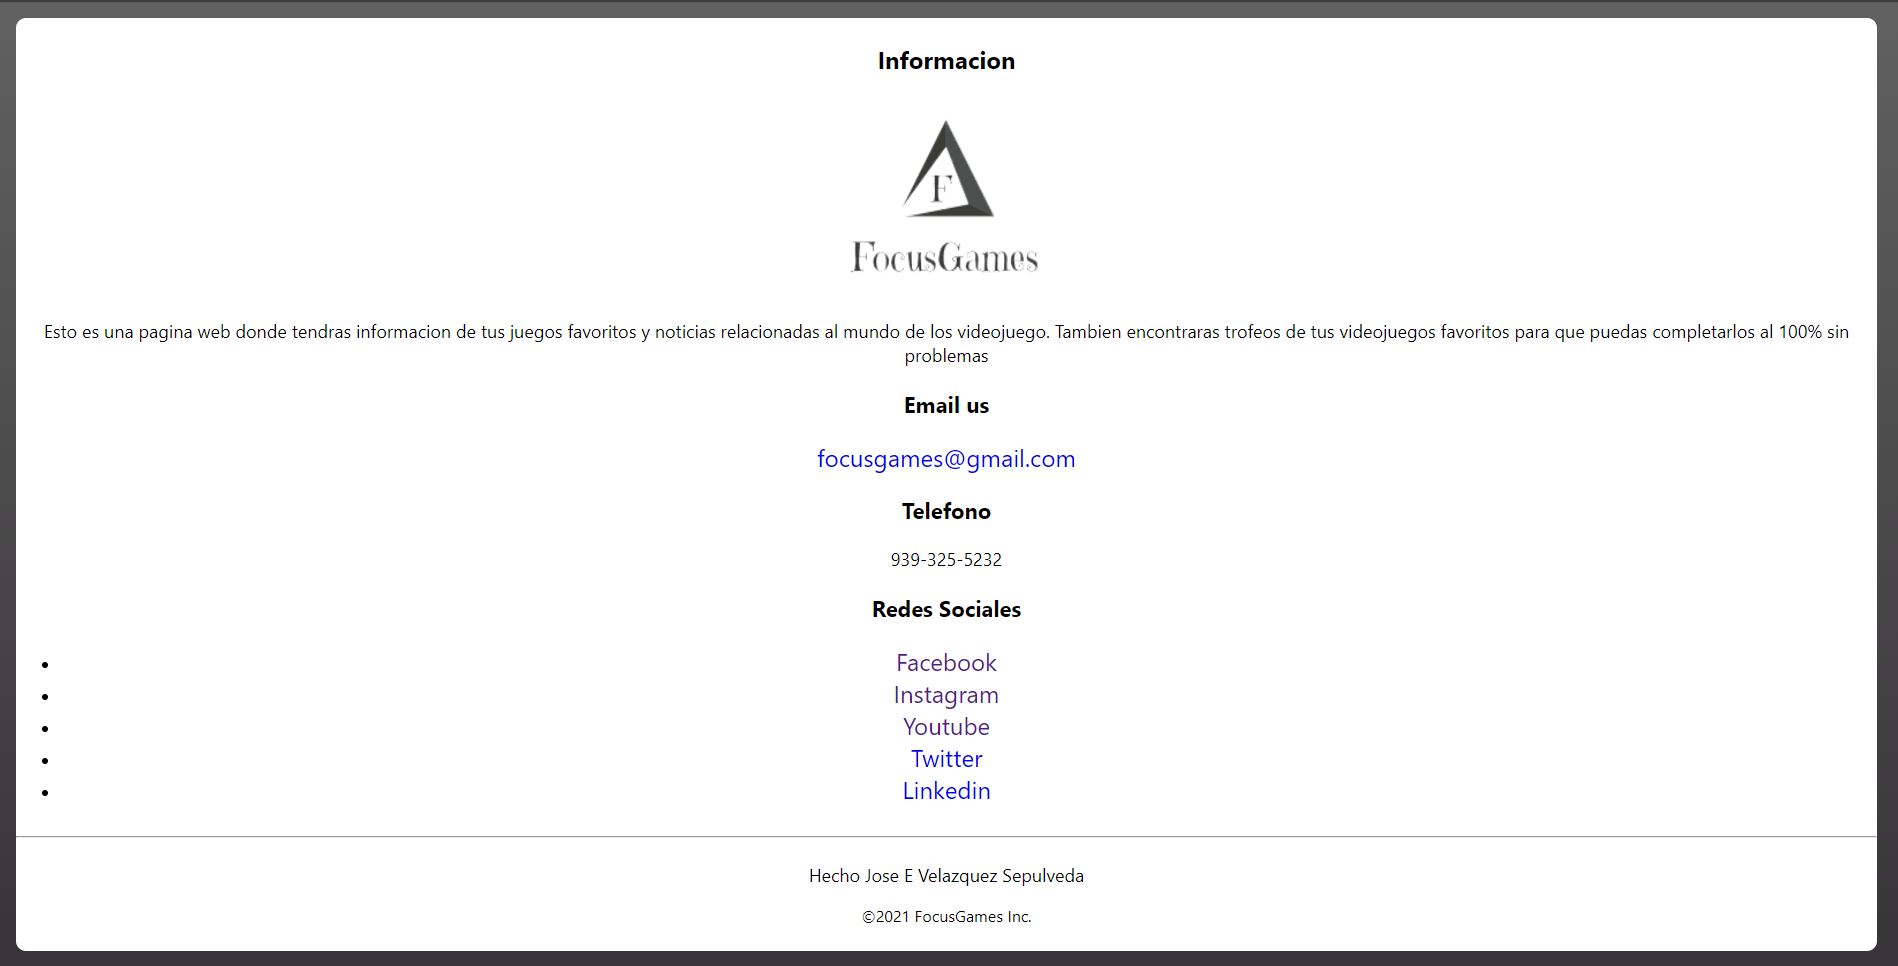 Informacion
F
FocusGames
Esto es una pagina web donde tendras informacion de tus juegos favoritos y noticias relacionadas al mundo de los videojuego. Tambien encontraras trofeos de tus videojuegos favoritos para que puedas completarlos al 100% sin
problemas
Email us
focusgames@gmail.com
Telefono
939-325-5232
Redes Sociales
• Facebook
• Instagram
• Youtube
• Twitter
• Linkedin
Hecho Jose E Velazquez Sepulveda
©2021 FocusGames Inc.